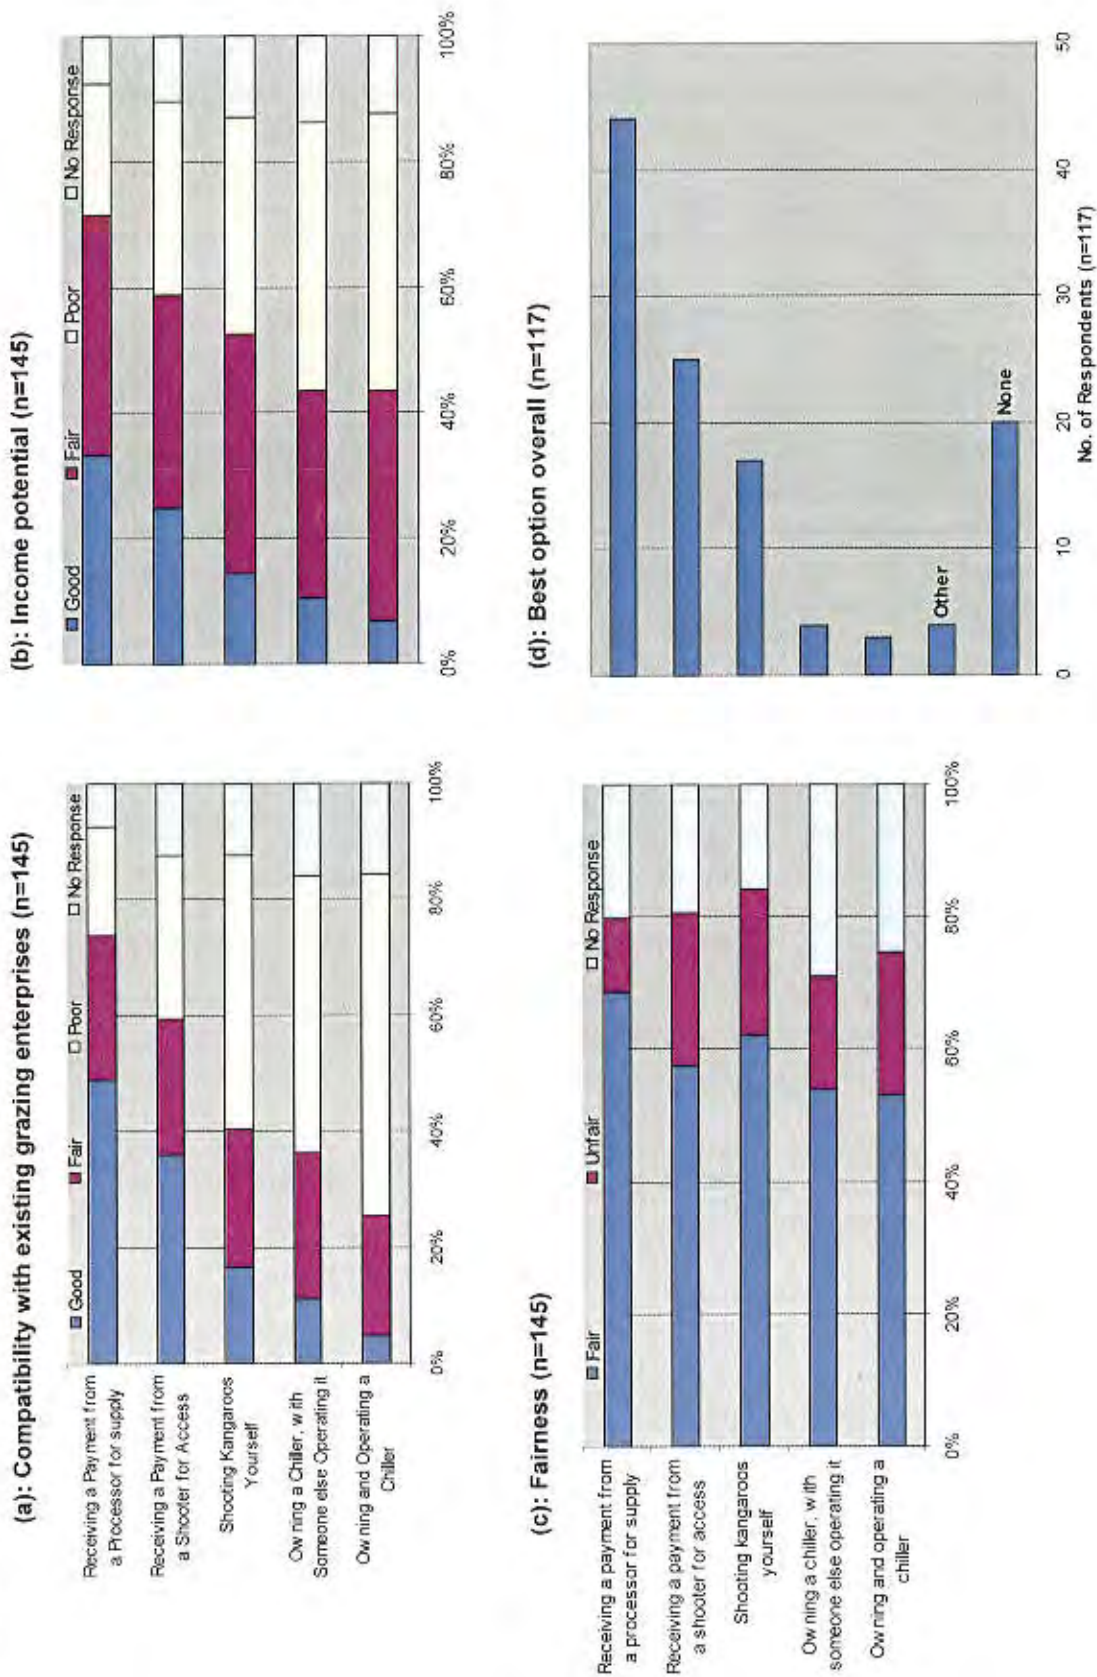 (a): Compatibility with existing grazing enterprises (n=145)
Good
Fair
Poor
No Response
Receiving a Payment from
a Processor for supply
Receiving a Payment from
a Shooter for Access
Shooting Kangaroos
Yourself
Owning a Chiller, with
Someone else Operating it
Owning and Operating a
Chiller
0%
20%
40%
60%
80%
100%
(b): Income potential (n=145)
Good
Fair
Poor
No Response
0%
20%
40%
60%
80%
100%
(c): Fairness (n=145)
Fair
Unfair
No Response
Receiving a payment from
a processor for supply
Receiving a payment from
a shooter for access
Shooting kangaroos
yourself
Owning a chiller, with
someone else operating it
Owning and operating a
chiller
0%
20%
40%
60%
80%
100%
(d): Best option overall (n=117)
Other
None
0
10
20
30
40
50
No. of Respondents (n=117)